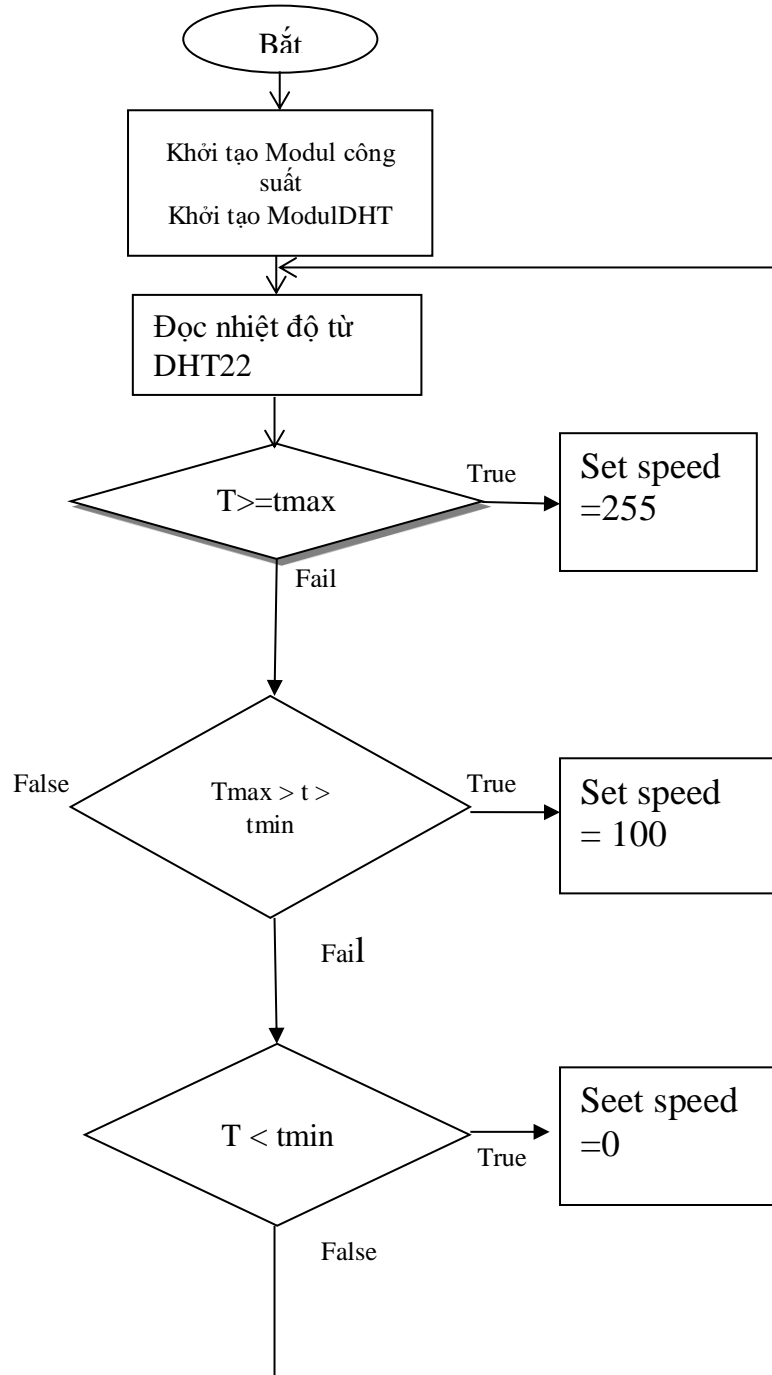 Bắt
Khởi tạo Modul công
suất
Khởi tạo ModulDHT
Đọc nhiệt độ từ
DHT22
T>=tmax
True
Set speed
=255
Fail
False
Tmax > t >
tmin
True
Set speed
= 100
Fail
T < tmin
True
Seet speed
=0
False